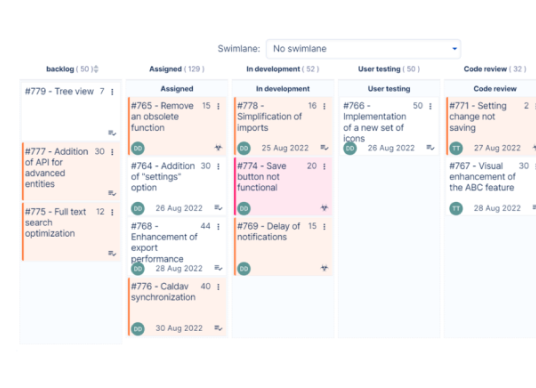 Swimlane: No swimlane
backlog ( 50 )
Assigned ( 129 )
In development ( 52 )
User testing ( 50 )
Code review ( 32 )
Assigned
In development
User testing
Code review
#779 - Tree view 7
#777 - Addition 30
of API for
advanced
entities
#775 - Full text 12
search
optimization
#765 - Remove 15
an obsolete
function
DD
#764 - Addition 30
of "settings"
option
DD 26 Aug 2022
#768 - 44
Enhancement of
export
performance
DD 28 Aug 2022
#776 - Caldav 40
synchronization
DD 30 Aug 2022
#778 - 16
Simplification of
imports
DD 25 Aug 2022
#774 - Save 20
button not
functional
DD
#769 - Delay of 15
notifications
DD
#766 - 50
Implementation
of a new set of
icons
DD 26 Aug 2022
#771 - Setting 2
change not
saving
TT 27 Aug 2022
#767 - Visual 30
enhancement of
the ABC feature
TT 28 Aug 2022